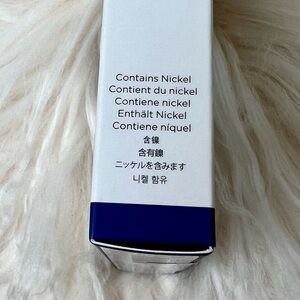 Contains Nickel
Contient du nickel
Contiene nickel
Enthält Nickel
Contiene níquel
含镍
含有鎳
ニッケルを含みます
니켈 함유